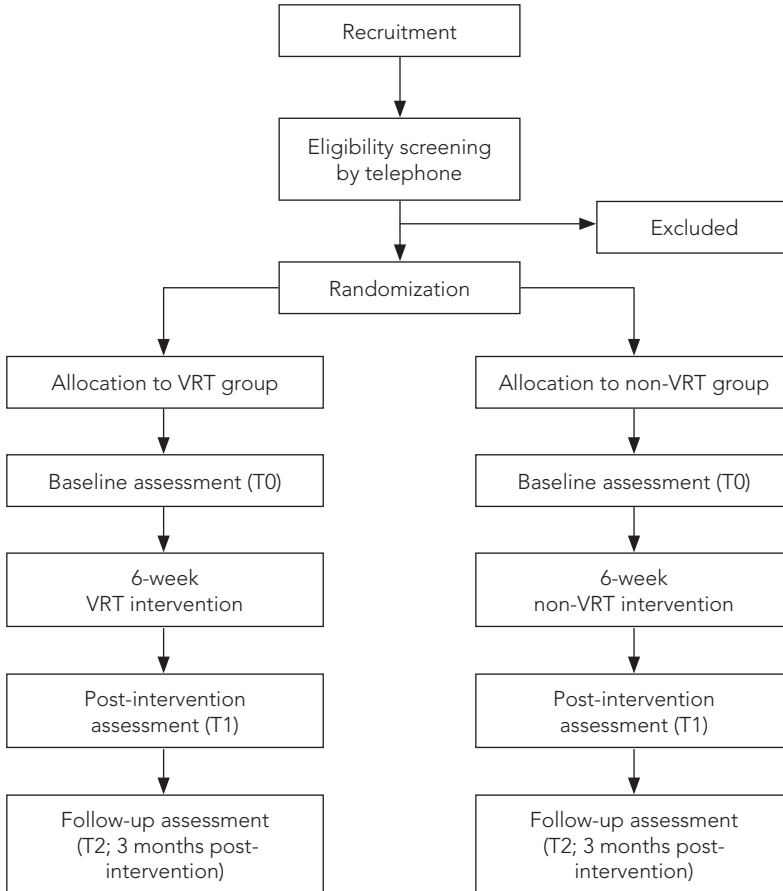 Recruitment
Eligibility screening
by telephone
Excluded
Randomization
Allocation to VRT group
Allocation to non-VRT group
Baseline assessment (T0)
Baseline assessment (T0)
6-week
VRT intervention
6-week
non-VRT intervention
Post-intervention
assessment (T1)
Post-intervention
assessment (T1)
Follow-up assessment
(T2; 3 months post-
intervention)
Follow-up assessment
(T2; 3 months post-
intervention)